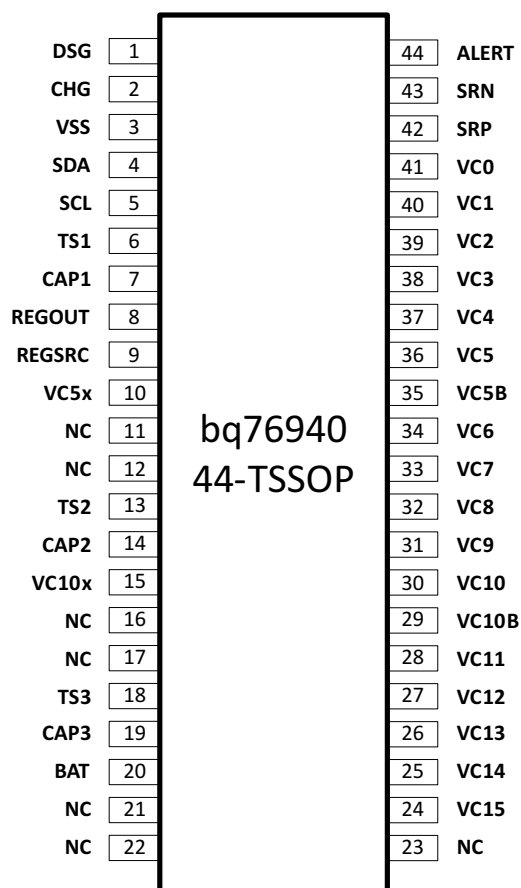 DSG 1 44 ALERT
CHG 2 43 SRN
VSS 3 42 SRP
SDA 4 41 VC0
SCL 5 40 VC1
TS1 6 39 VC2
CAP1 7 38 VC3
REGOUT 8 37 VC4
REGSRC 9 36 VC5
VC5x 10 35 VC5B
NC 11 34 VC6
bq76940
NC 12 33 VC7
44-TSSOP
TS2 13 32 VC8
CAP2 14 31 VC9
VC10x 15 30 VC10
NC 16 29 VC10B
NC 17 28 VC11
TS3 18 27 VC12
CAP3 19 26 VC13
BAT 20 25 VC14
NC 21 24 VC15
NC 22 23 NC